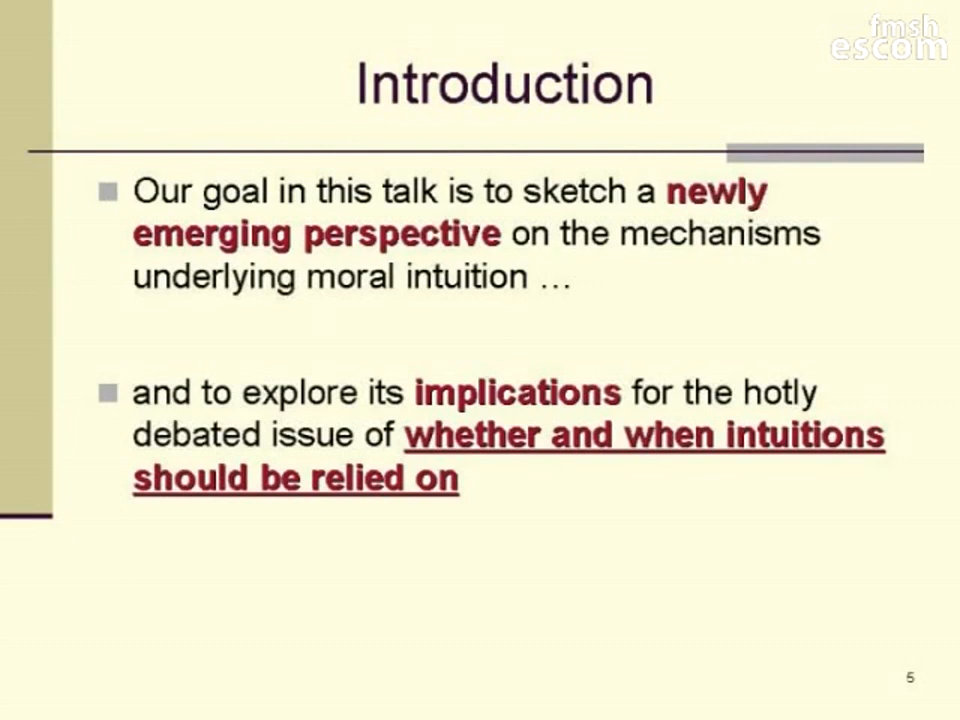 fmsh
escom
Introduction
Our goal in this talk is to sketch a newly
emerging perspective on the mechanisms
underlying moral intuition …
and to explore its implications for the hotly
debated issue of whether and when intuitions
should be relied on
5